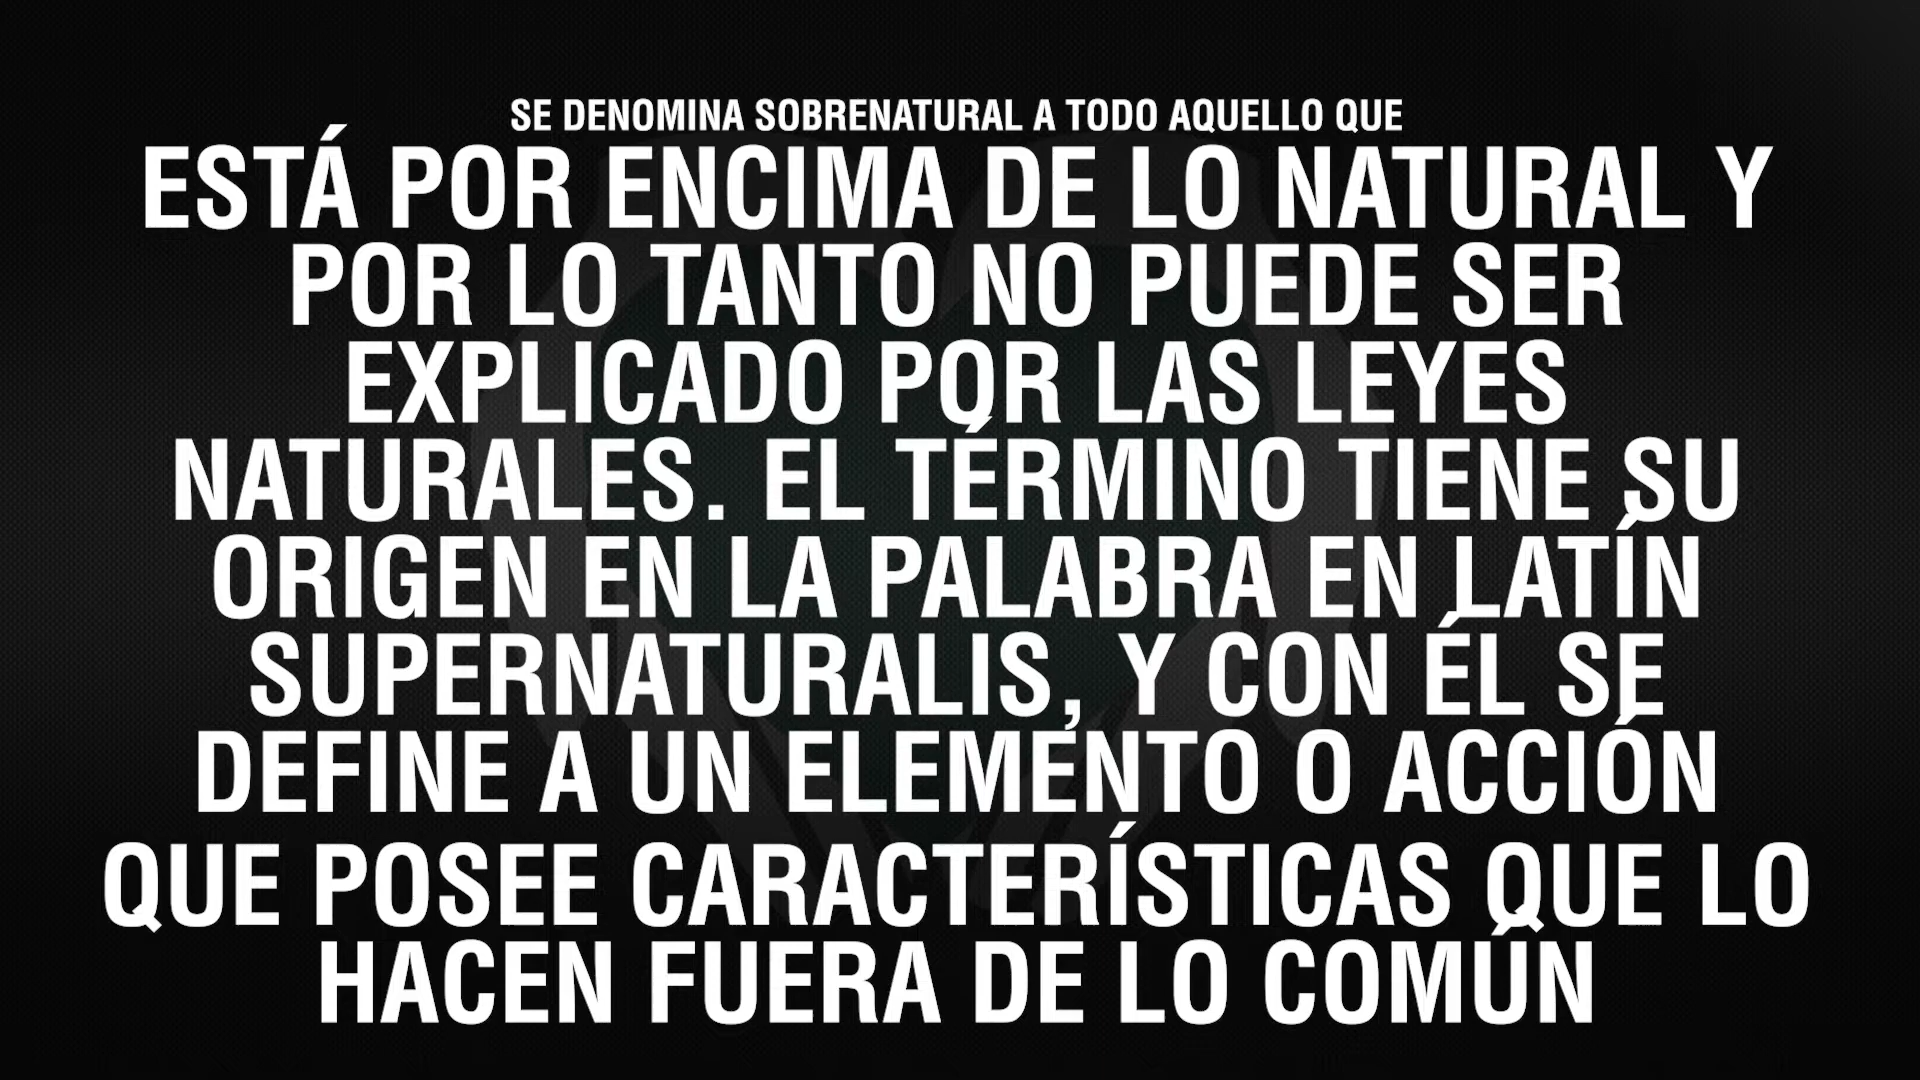 SE DENOMINA SOBRENATURAL A TODO AQUELLO QUE
ESTÁ POR ENCIMA DE LO NATURAL Y
POR LO TANTO NO PUEDE SER
EXPLICADO POR LAS LEYES
NATURALES. EL TÉRMINO TIENE SU
ORIGEN EN LA PALABRA EN LATÍN
SUPERNATURALIS, Y CON ÉL SE
DEFINE A UN ELEMENTO O ACCIÓN
QUE POSEE CARACTERÍSTICAS QUE LO
HACEN FUERA DE LO COMÚN